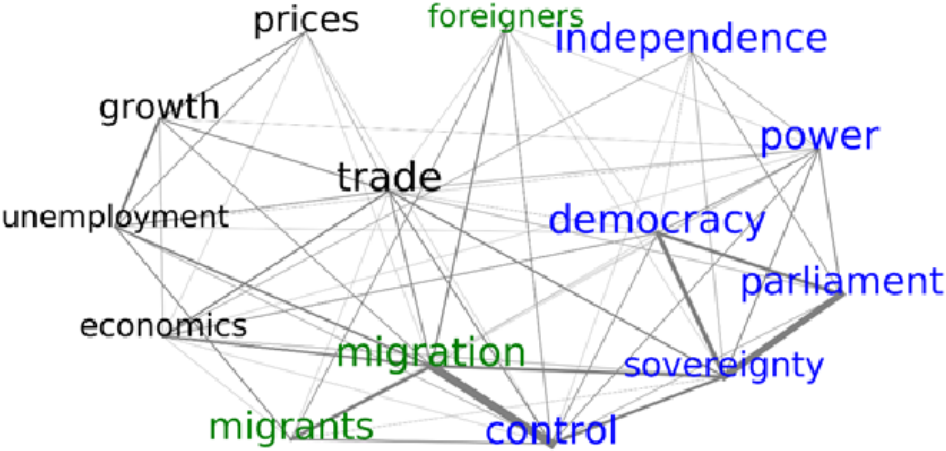 prices
foreigners
independence
growth
power
trade
unemployment
democracy
parliament
economics
migration
sovereignty
migrants
control